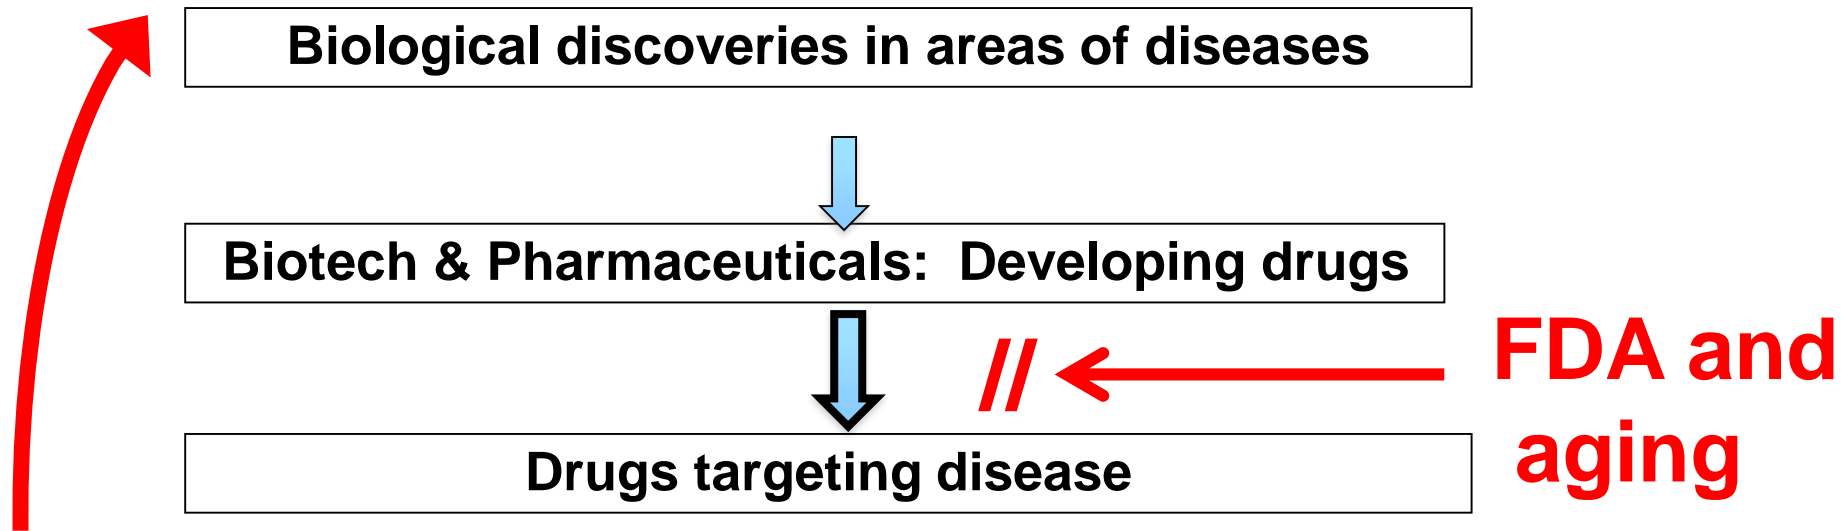 Biological discoveries in areas of diseases
Biotech & Pharmaceuticals:  Developing drugs
//
FDA and
aging
Drugs targeting disease